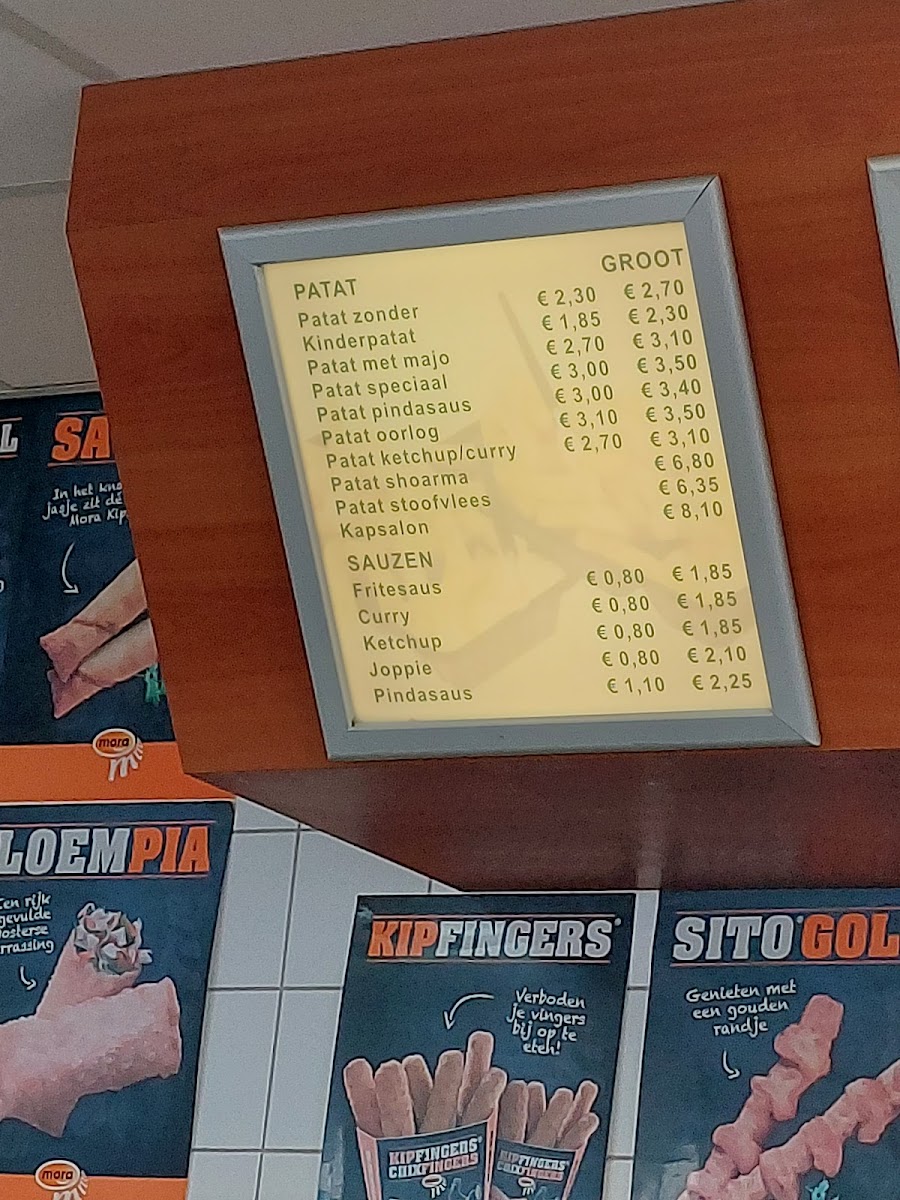 PATAT GROOT
Patat zonder € 2,30 € 2,70
Kinderpatat € 1,85 € 2,30
Patat met majo € 2,70 € 3,10
Patat speciaal € 3,00 € 3,50
Patat pindasaus € 3,00 € 3,40
Patat oorlog € 3,10 € 3,50
Patat ketchup/curry € 2,70 € 3,10
Patat shoarma € 6,80
Patat stoofvlees € 6,35
Kapsalon € 8,10
SAUZEN
Fritesaus € 0,80 € 1,85
Curry € 0,80 € 1,85
Ketchup € 0,80 € 1,85
Joppie € 0,80 € 2,10
Pindasaus € 1,10 € 2,25
L
SA
In het kna
jasje zit de
Mora Kip
mora
LOEMPIA
Een rijk
gevulde
oosterse
rrassing
mora
KIPFINGERS
Verboden
je vingers
bij op te
eten!
KIPFINGERS
CHIXFINGERS
KIPFINGERS
CHIXFINGERS
SITO GOL
Genieten met
een gouden
randje